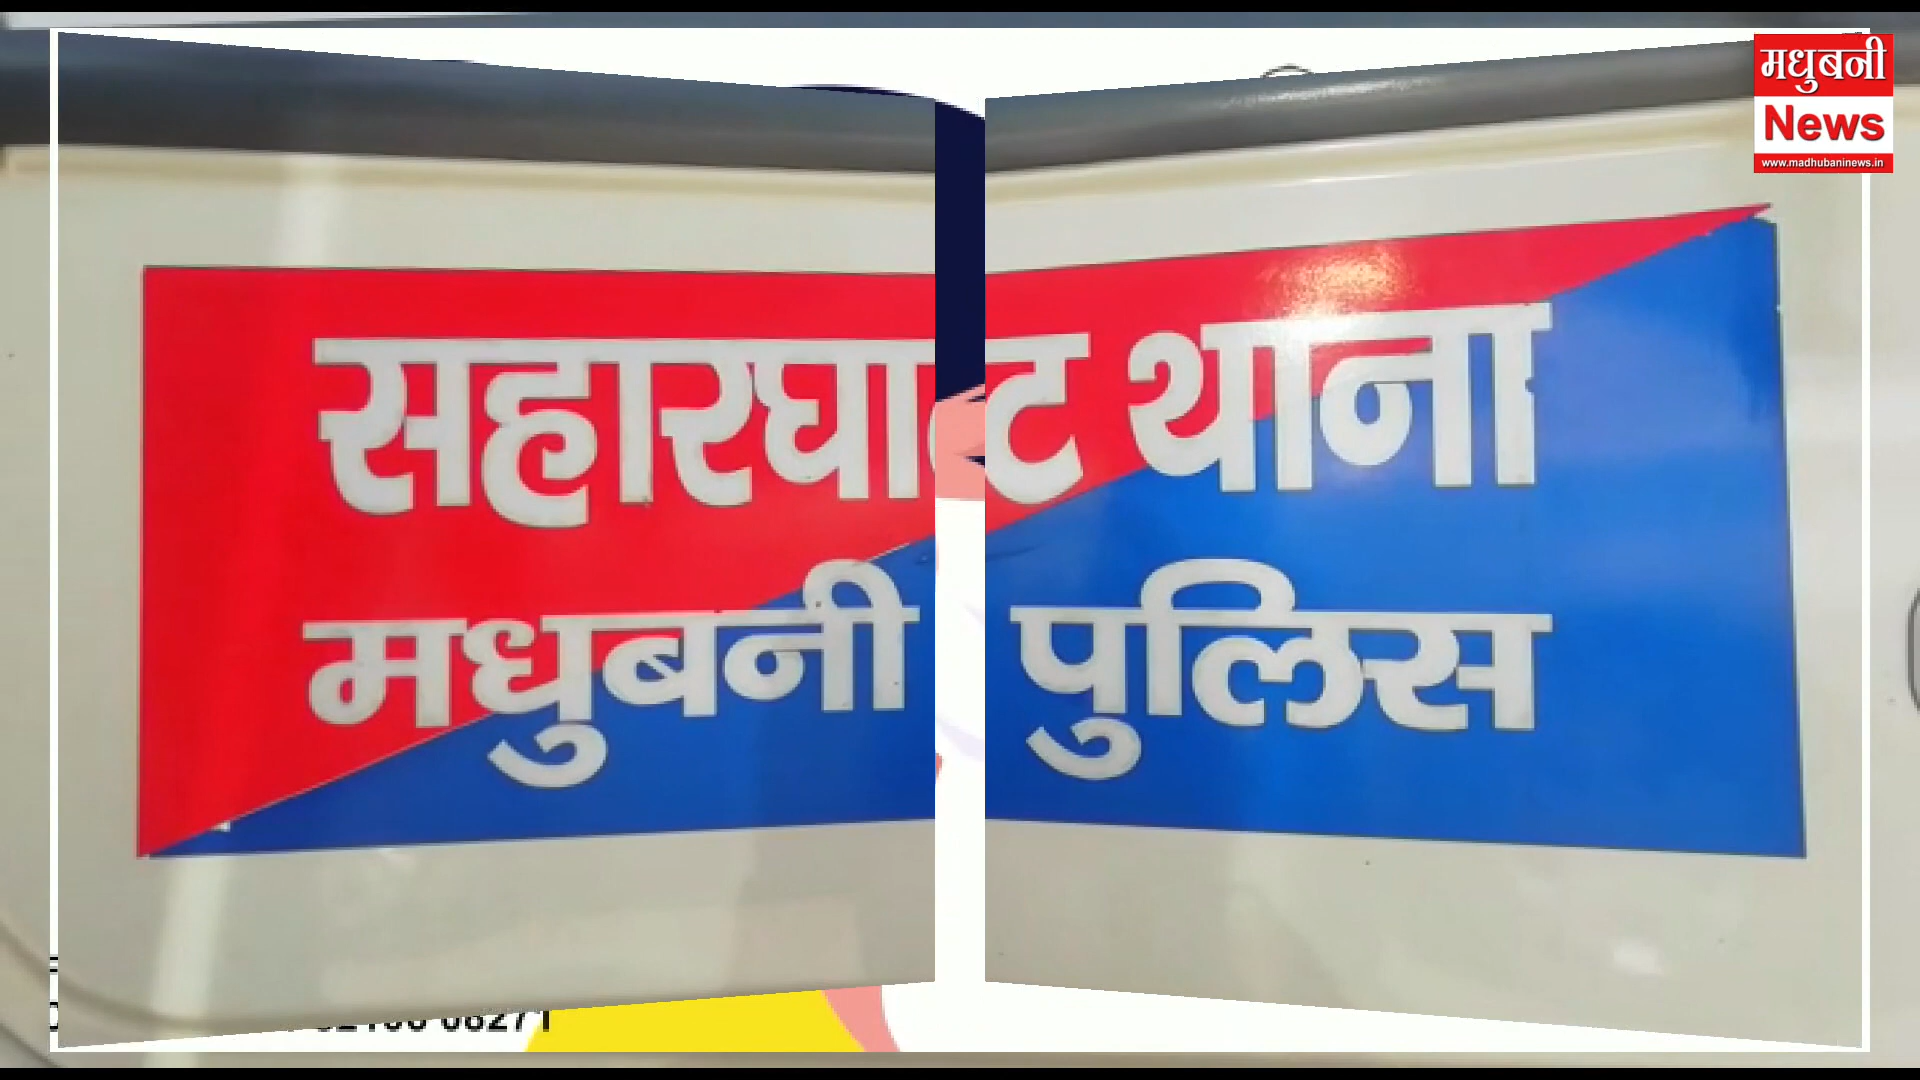 मधुबनी
News
www.madhubaninews.in
सहारघाट थाना
मधुबनी पुलिस